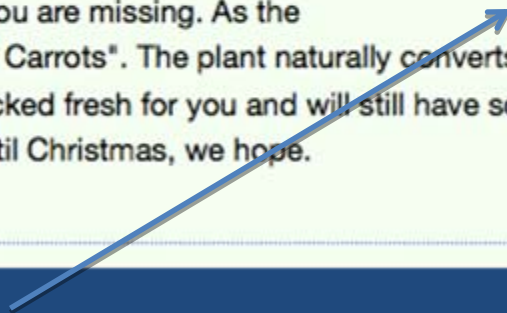 ou are missing. As the
Carrots". The plant naturally converts
cked fresh for you and will still have s
til Christmas, we hope.